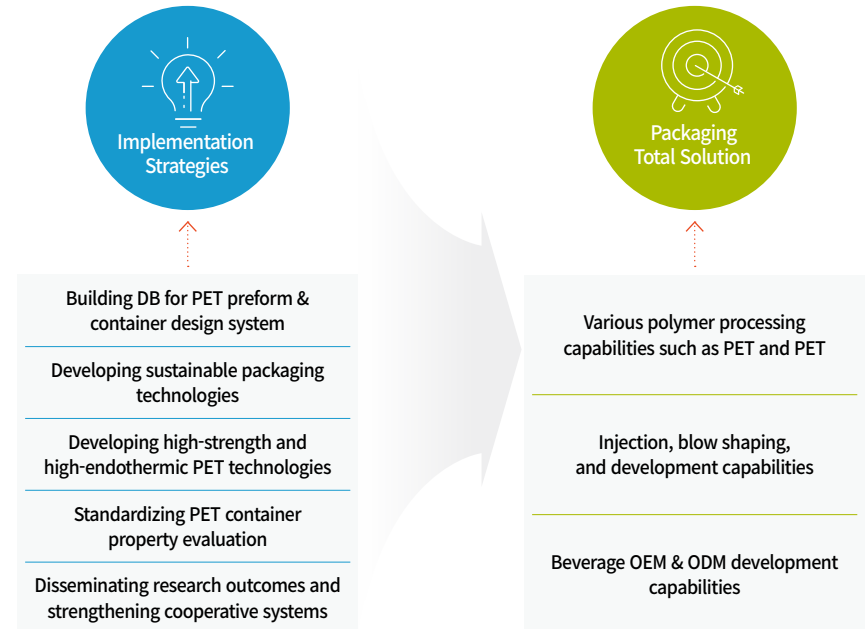 Implementation
Strategies
Building DB for PET preform &
container design system
Developing sustainable packaging
technologies
Developing high-strength and
high-endothermic PET technologies
Standardizing PET container
property evaluation
Disseminating research outcomes and
strengthening cooperative systems
Packaging
Total Solution
Various polymer processing
capabilities such as PET and PET
Injection, blow shaping,
and development capabilities
Beverage OEM & ODM development
capabilities